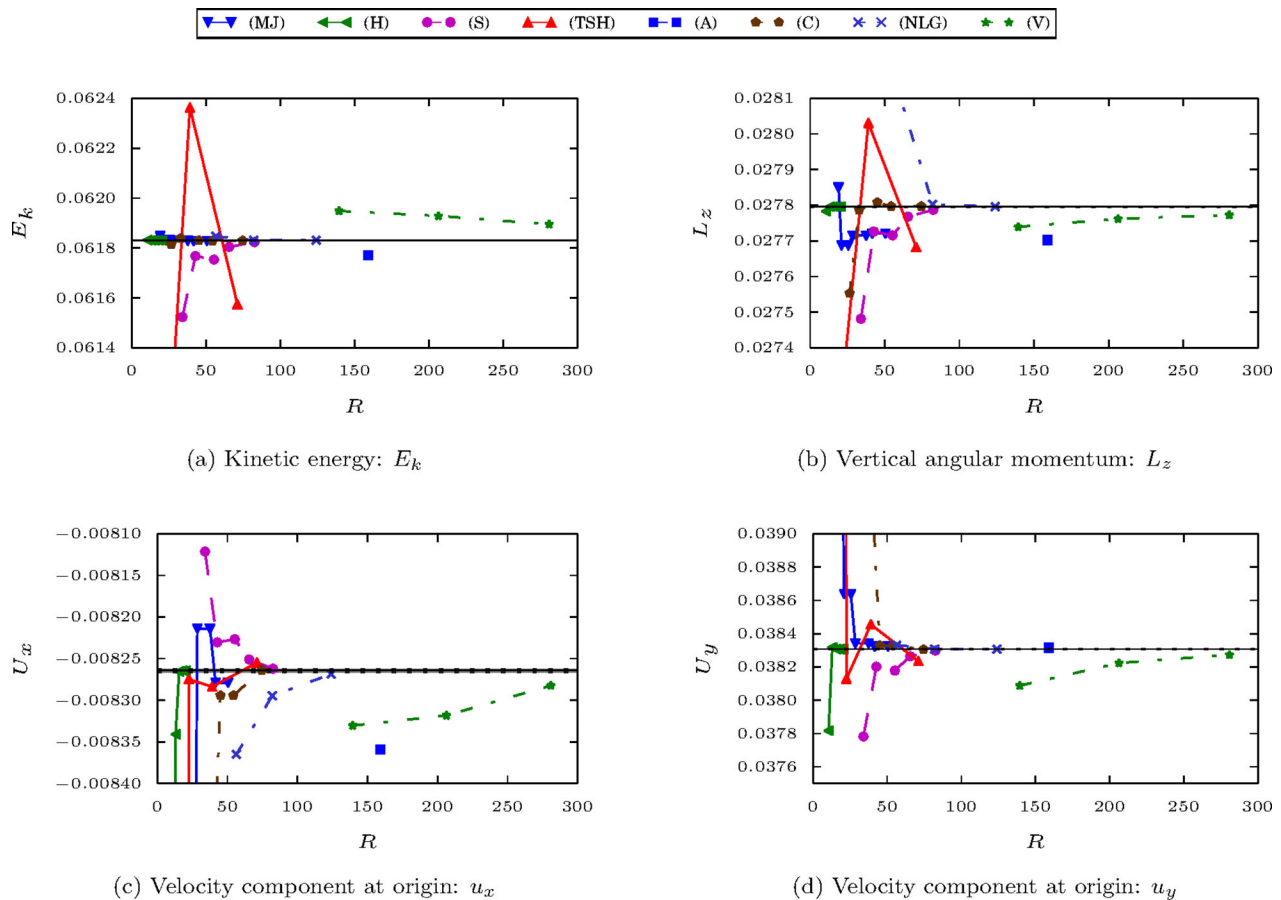 (MJ) (H) (S) (TSH) (A) (C) (NLG) (V)
0.0624
0.0622
0.0620
0.0618
0.0616
0.0614
E_k
0 50 100 150 200 250 300
R
(a) Kinetic energy: E_k
0.0281
0.0280
0.0279
0.0278
0.0277
0.0276
0.0275
0.0274
L_z
0 50 100 150 200 250 300
R
(b) Vertical angular momentum: L_z
−0.00810
−0.00815
−0.00820
−0.00825
−0.00830
−0.00835
−0.00840
U_x
0 50 100 150 200 250 300
R
(c) Velocity component at origin: u_x
0.0390
0.0388
0.0386
0.0384
0.0382
0.0380
0.0378
0.0376
U_y
0 50 100 150 200 250 300
R
(d) Velocity component at origin: u_y